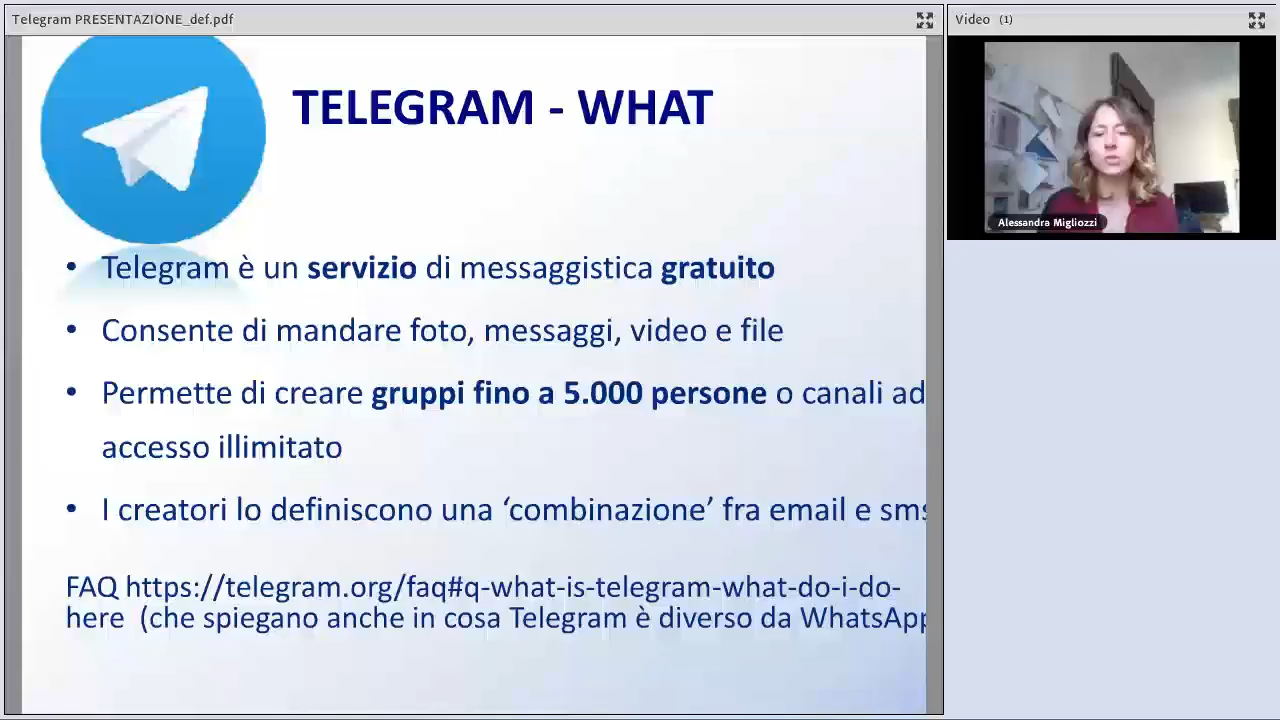 Telegram PRESENTAZIONE_def.pdf
Video (1)
TELEGRAM - WHAT
Alessandra Migliozzi
• Telegram è un servizio di messaggistica gratuito
• Consente di mandare foto, messaggi, video e file
• Permette di creare gruppi fino a 5.000 persone o canali ad
accesso illimitato
• I creatori lo definiscono una ‘combinazione’ fra email e sms
FAQ https://telegram.org/faq#q-what-is-telegram-what-do-i-do-
here (che spiegano anche in cosa Telegram è diverso da WhatsApp